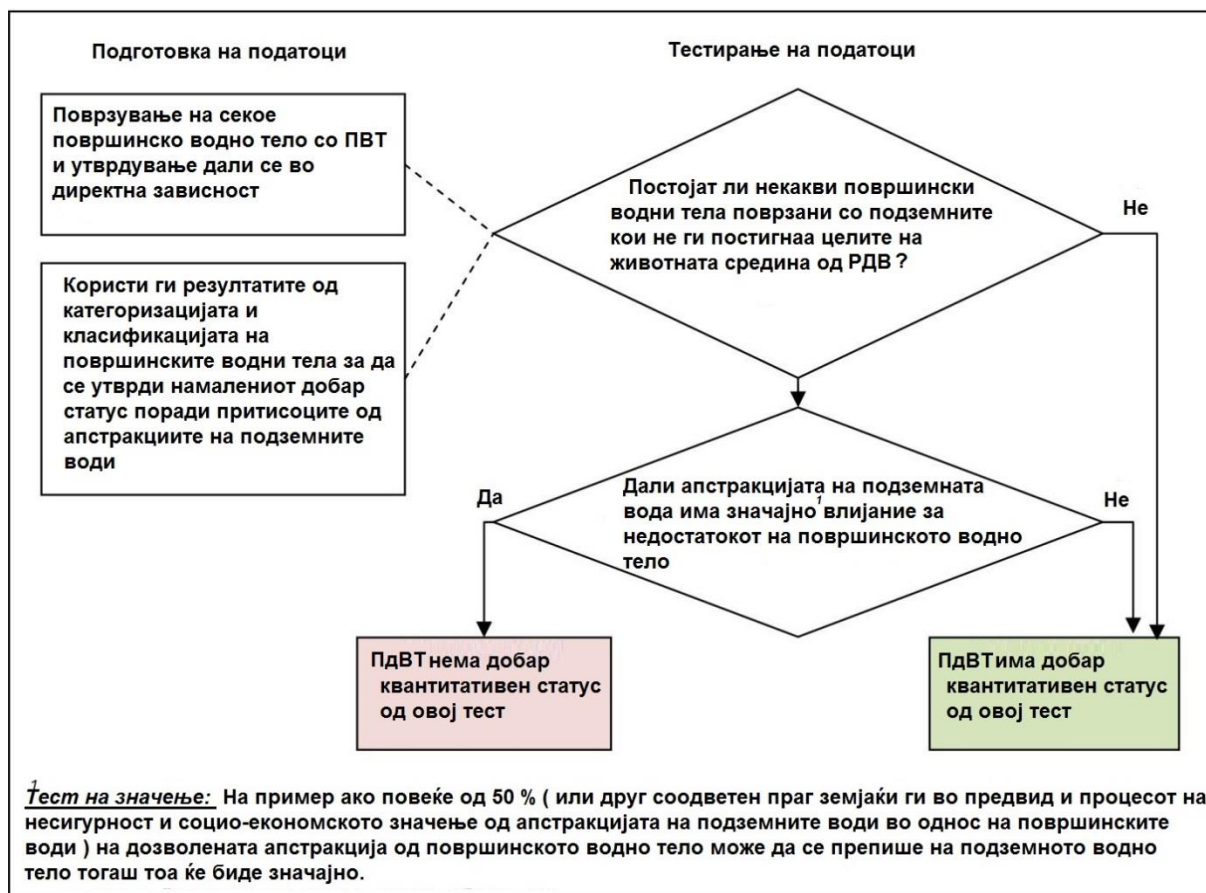 Подготовка на податоци
Тестирање на податоци
Поврзување на секое
површинско водно тело со ПВТ
и утврдување дали се во
директна зависност
Користи ги резултатите од
категоризацијата и
класификацијата на
површинските водни тела за да
се утврди намалениот добар
статус поради притисоците од
апстракциите на подземните
води
Постојат ли некакви површински
водни тела поврзани со подземните
кои не ги постигнаа целите на
животната средина од РДВ ?
Не
Дали апстракцијата на подземната
вода има значајно¹ влијание за
недостатокот на површинското водно
тело
Да
Не
ПдВТ нема добар
квантитативен статус
од овој тест
ПдВТ има добар
квантитативен статус
од овој тест
¹Тест на значење: На пример ако повеќе од 50 % ( или друг соодветен праг земјаќи ги во предвид и процесот на
несигурност и социо-економското значење од апстракцијата на подземните води во однос на површинските
води ) на дозволената апстракција од површинското водно тело може да се препише на подземното водно
тело тогаш тоа ќе биде значајно.